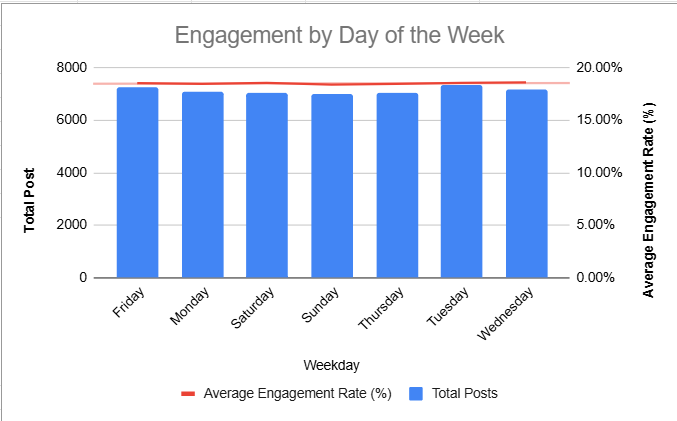 Engagement by Day of the Week
8000
6000
4000
2000
0
Total Post
20.00%
15.00%
10.00%
5.00%
0.00%
Average Engagement Rate (%)
Friday
Monday
Saturday
Sunday
Thursday
Tuesday
Wednesday
Weekday
Average Engagement Rate (%) Total Posts